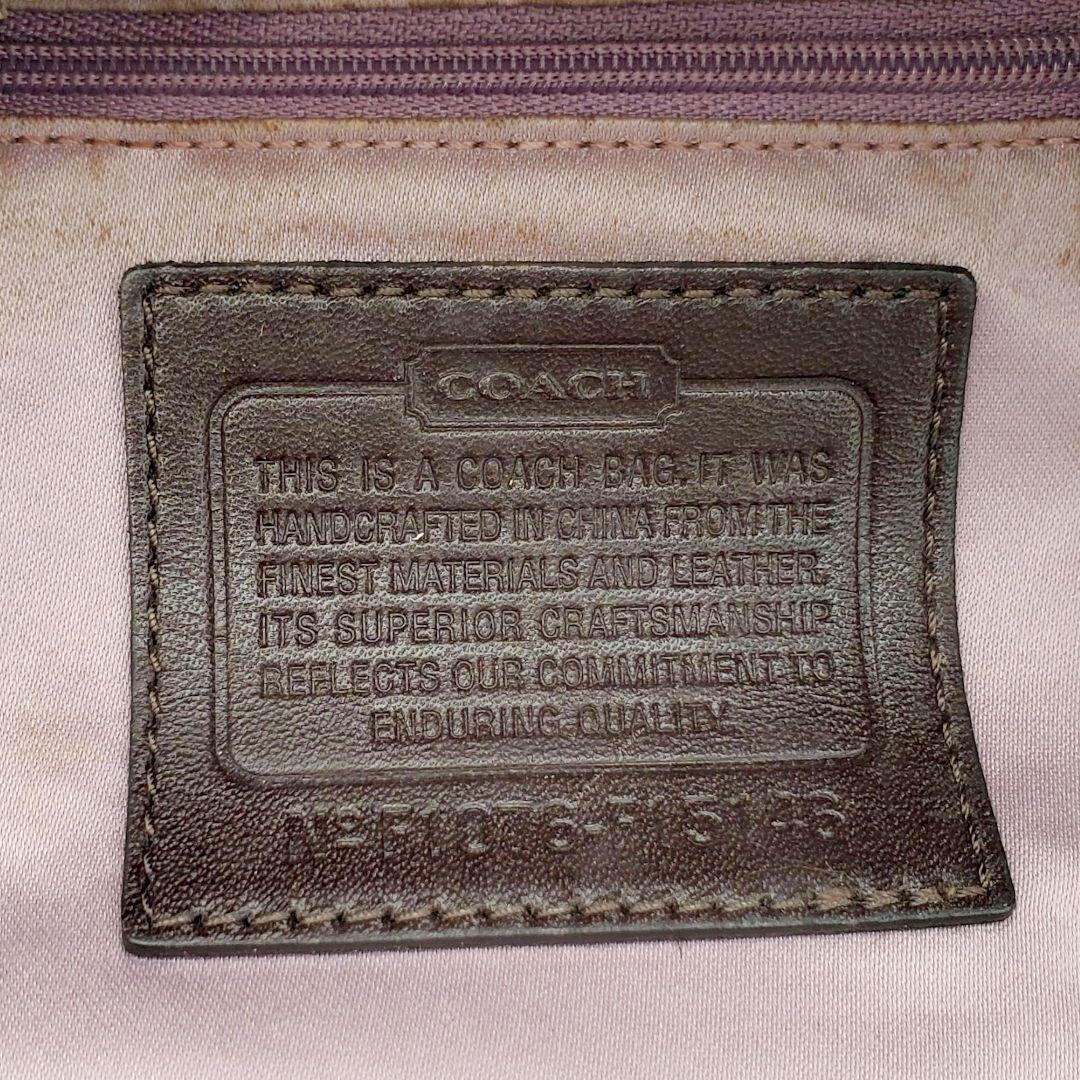 COACH
THIS IS A COACH BAG. IT WAS
HANDCRAFTED IN CHINA FROM THE
FINEST MATERIALS AND LEATHER.
ITS SUPERIOR CRAFTSMANSHIP
REFLECTS OUR COMMITMENT TO
ENDURING QUALITY.
Nº